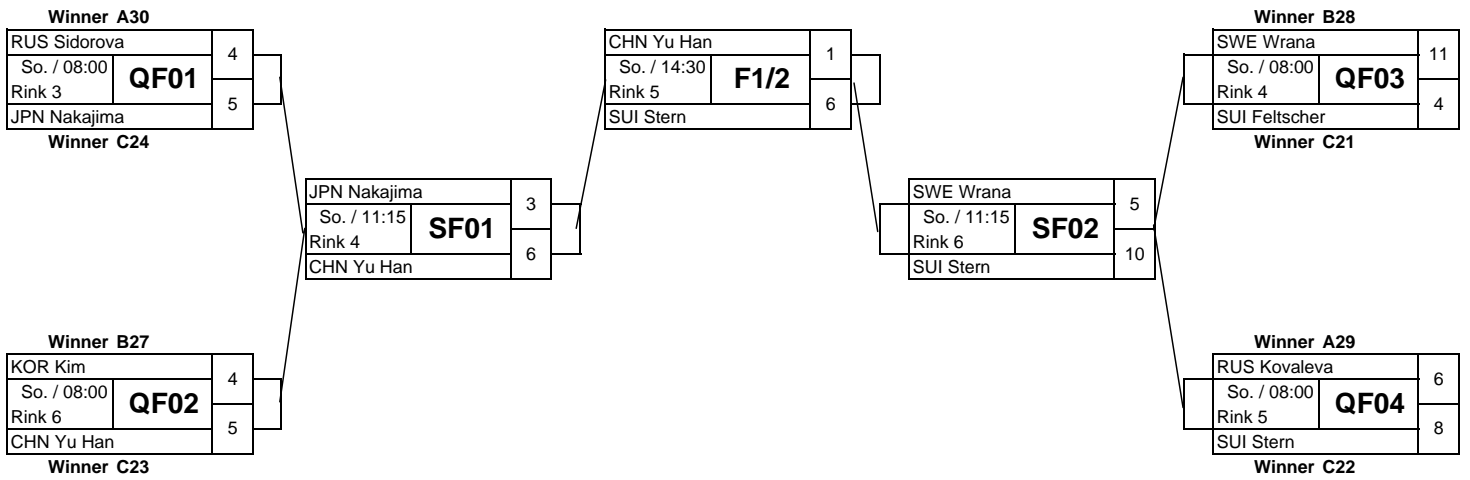 Winner A30
RUS Sidorova
4
So. / 08:00
QF01
Rink 3
5
JPN Nakajima
Winner C24
CHN Yu Han
1
So. / 14:30
F1/2
Rink 5
6
SUI Stern
Winner B28
SWE Wrana
11
So. / 08:00
QF03
Rink 4
4
SUI Feltscher
Winner C21
JPN Nakajima
3
So. / 11:15
SF01
Rink 4
6
CHN Yu Han
SWE Wrana
5
So. / 11:15
SF02
Rink 6
10
SUI Stern
Winner B27
KOR Kim
4
So. / 08:00
QF02
Rink 6
5
CHN Yu Han
Winner C23
Winner A29
RUS Kovaleva
6
So. / 08:00
QF04
Rink 5
8
SUI Stern
Winner C22